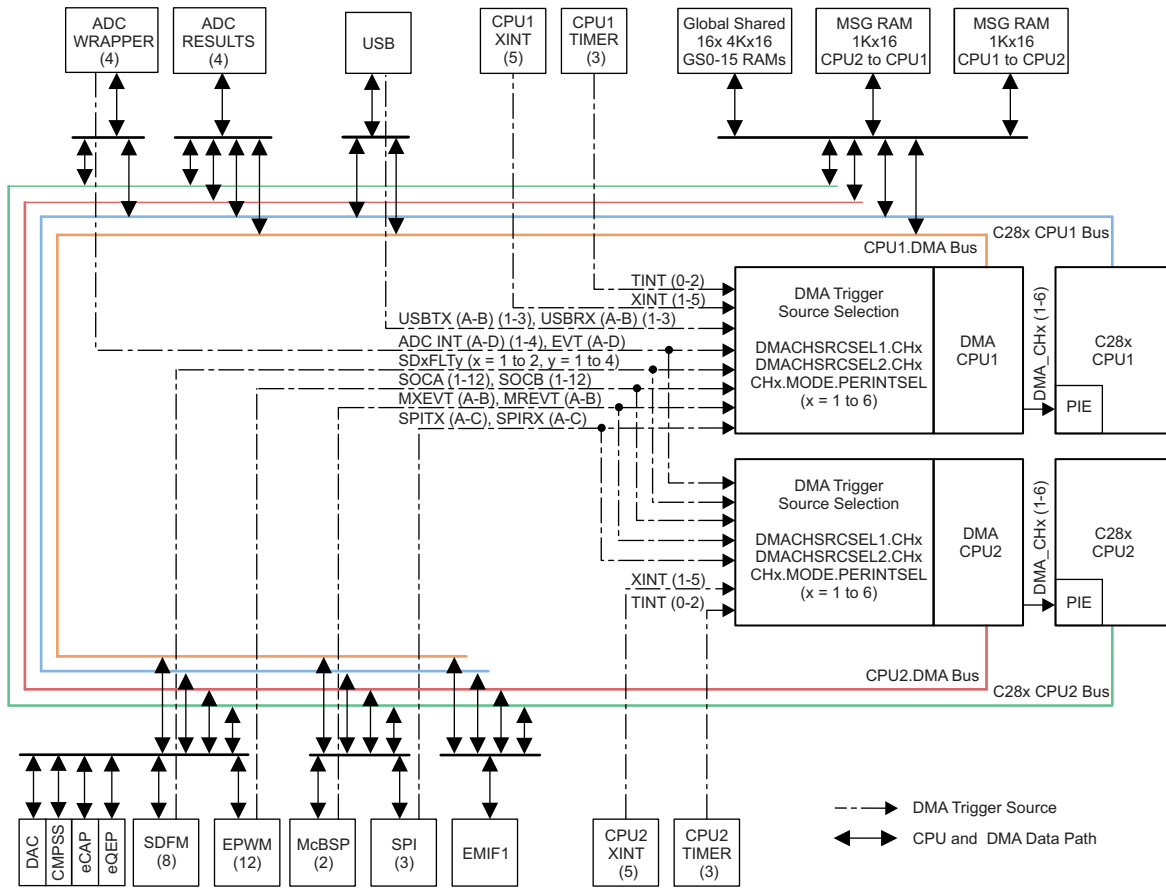 ADC
WRAPPER
(4)
ADC
RESULTS
(4)
USB
CPU1
XINT
(5)
CPU1
TIMER
(3)
Global Shared
16x 4Kx16
GS0-15 RAMs
MSG RAM
1Kx16
CPU2 to CPU1
MSG RAM
1Kx16
CPU1 to CPU2
C28x CPU1 Bus
CPU1.DMA Bus
TINT (0-2)
XINT (1-5)
USBTX (A-B) (1-3), USBRX (A-B) (1-3)
ADC INT (A-D) (1-4), EVT (A-D)
SDxFLTy (x = 1 to 2, y = 1 to 4)
SOCA (1-12), SOCB (1-12)
MXEVT (A-B), MREVT (A-B)
SPITX (A-C), SPIRX (A-C)
DMA Trigger
Source Selection
DMACHSRCSEL1.CHx
DMACHSRCSEL2.CHx
CHx.MODE.PERINTSEL
(x = 1 to 6)
DMA
CPU1
DMA_CHx (1-6)
C28x
CPU1
PIE
DMA Trigger
Source Selection
DMACHSRCSEL1.CHx
DMACHSRCSEL2.CHx
CHx.MODE.PERINTSEL
(x = 1 to 6)
DMA
CPU2
DMA_CHx (1-6)
C28x
CPU2
PIE
XINT (1-5)
TINT (0-2)
CPU2.DMA Bus
C28x CPU2 Bus
DAC
CMPSS
eCAP
eQEP
SDFM
(8)
EPWM
(12)
McBSP
(2)
SPI
(3)
EMIF1
CPU2
XINT
(5)
CPU2
TIMER
(3)
DMA Trigger Source
CPU and DMA Data Path